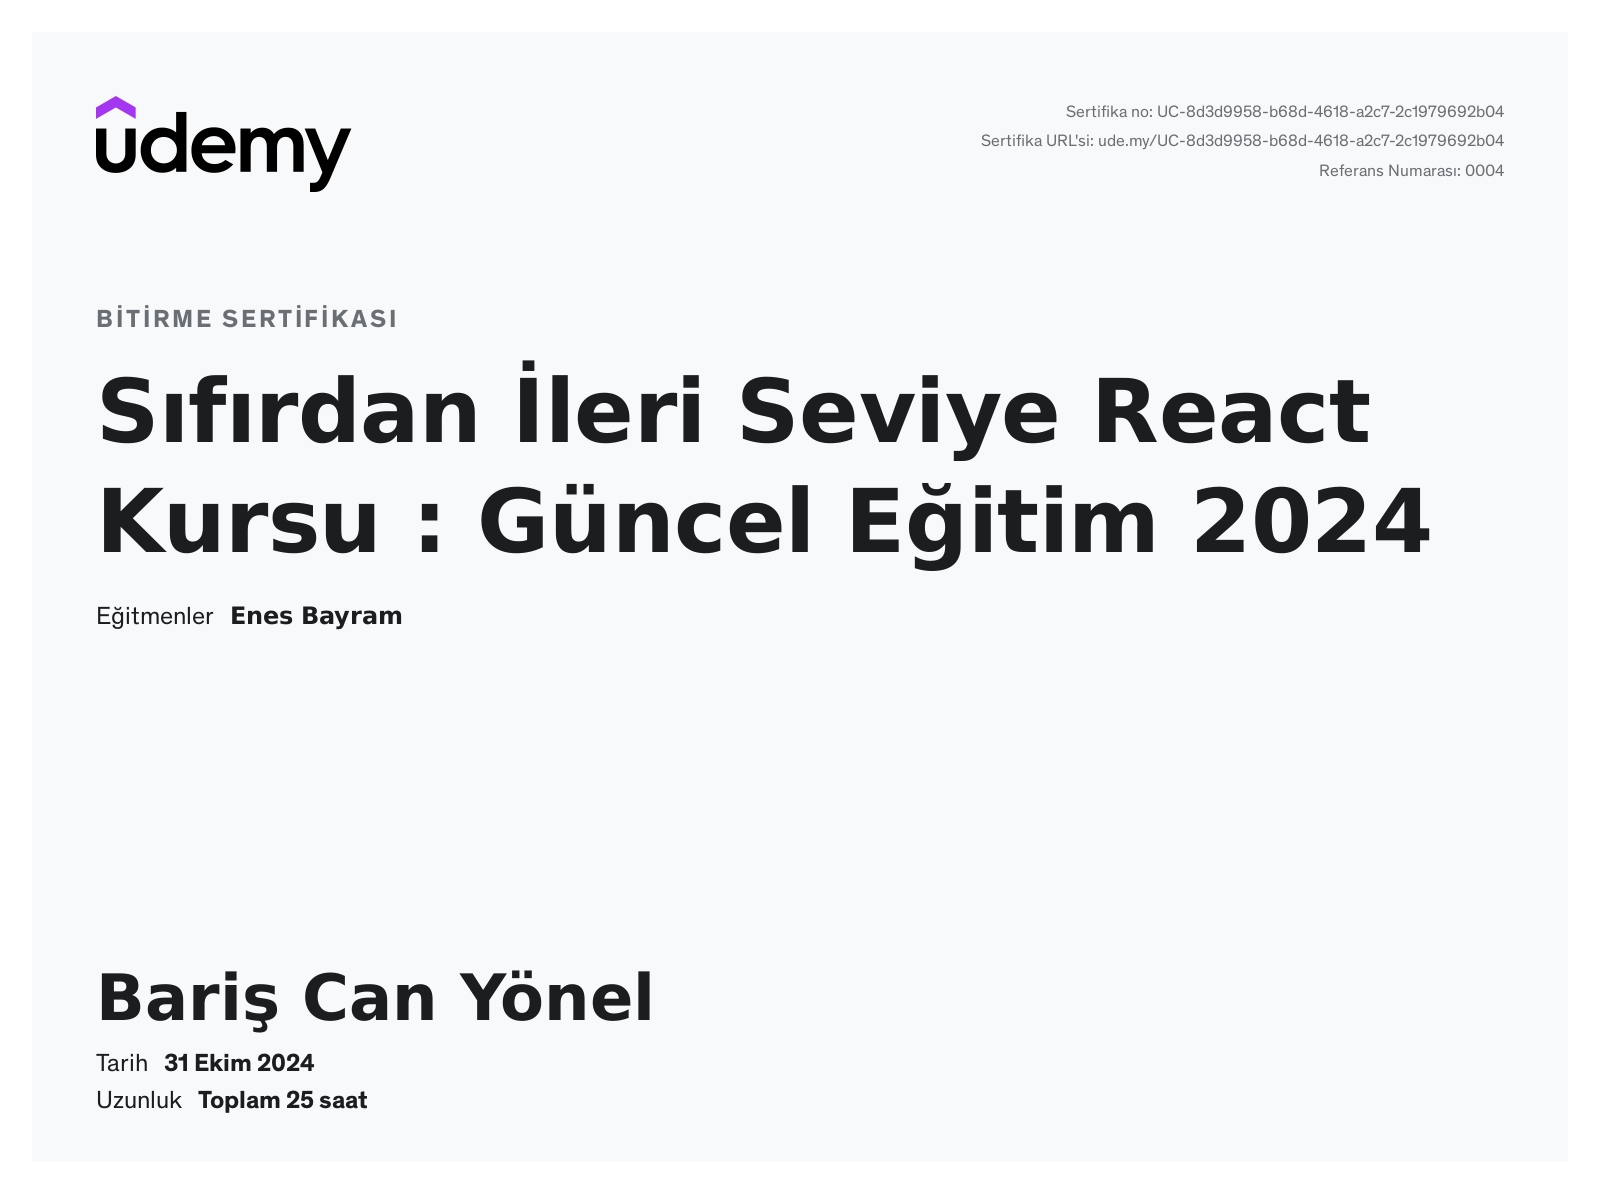 udemy
Sertifika no: UC-8d3d9958-b68d-4618-a2c7-2c1979692b04
Sertifika URL'si: ude.my/UC-8d3d9958-b68d-4618-a2c7-2c1979692b04
Referans Numarası: 0004
BİTİRME SERTİFİKASI
Sıfırdan İleri Seviye React
Kursu : Güncel Eğitim 2024
Eğitmenler Enes Bayram
Bariş Can Yönel
Tarih 31 Ekim 2024
Uzunluk Toplam 25 saat